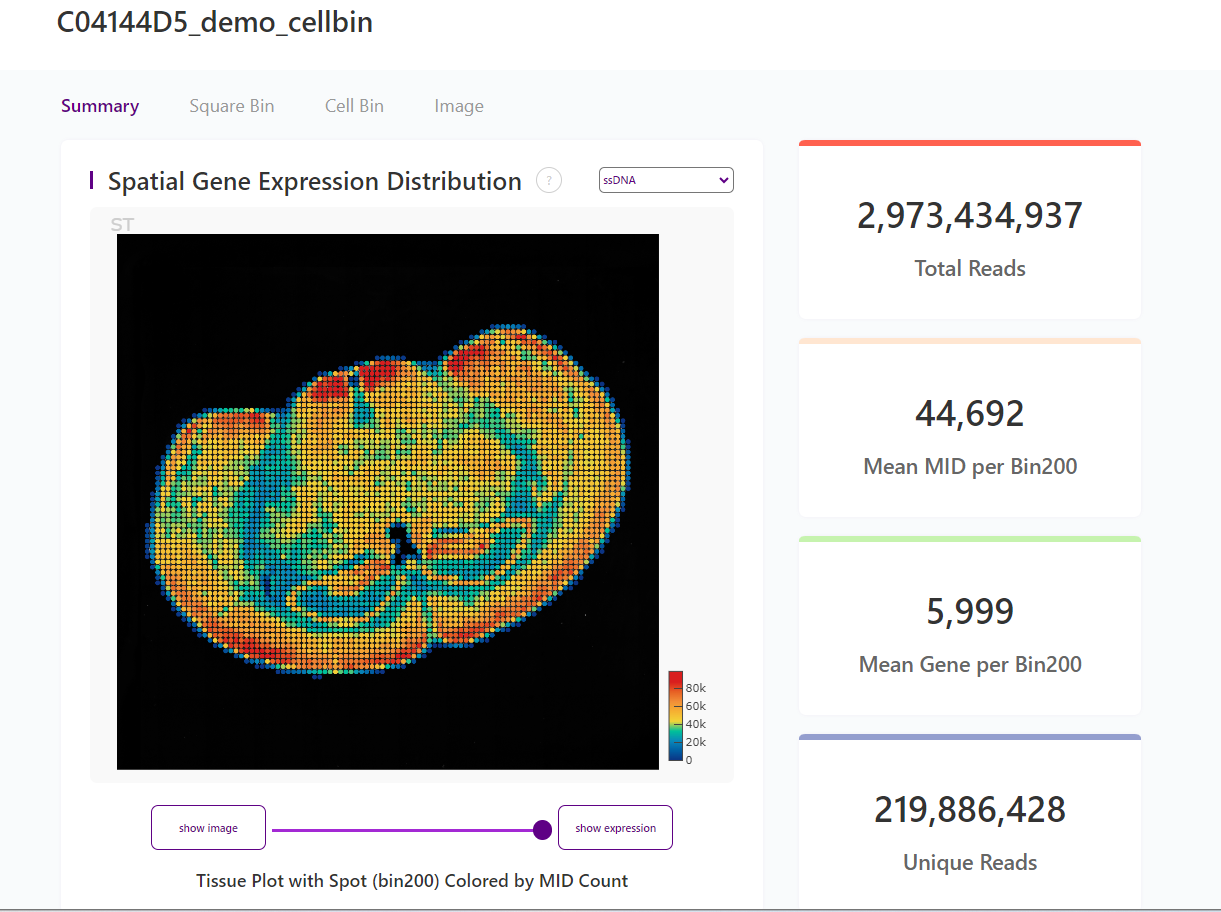 C04144D5_demo_cellbin
Summary Square Bin Cell Bin Image
Spatial Gene Expression Distribution ? ssDNA
ST
80k
60k
40k
20k
0
show image show expression
Tissue Plot with Spot (bin200) Colored by MID Count
2,973,434,937
Total Reads
44,692
Mean MID per Bin200
5,999
Mean Gene per Bin200
219,886,428
Unique Reads